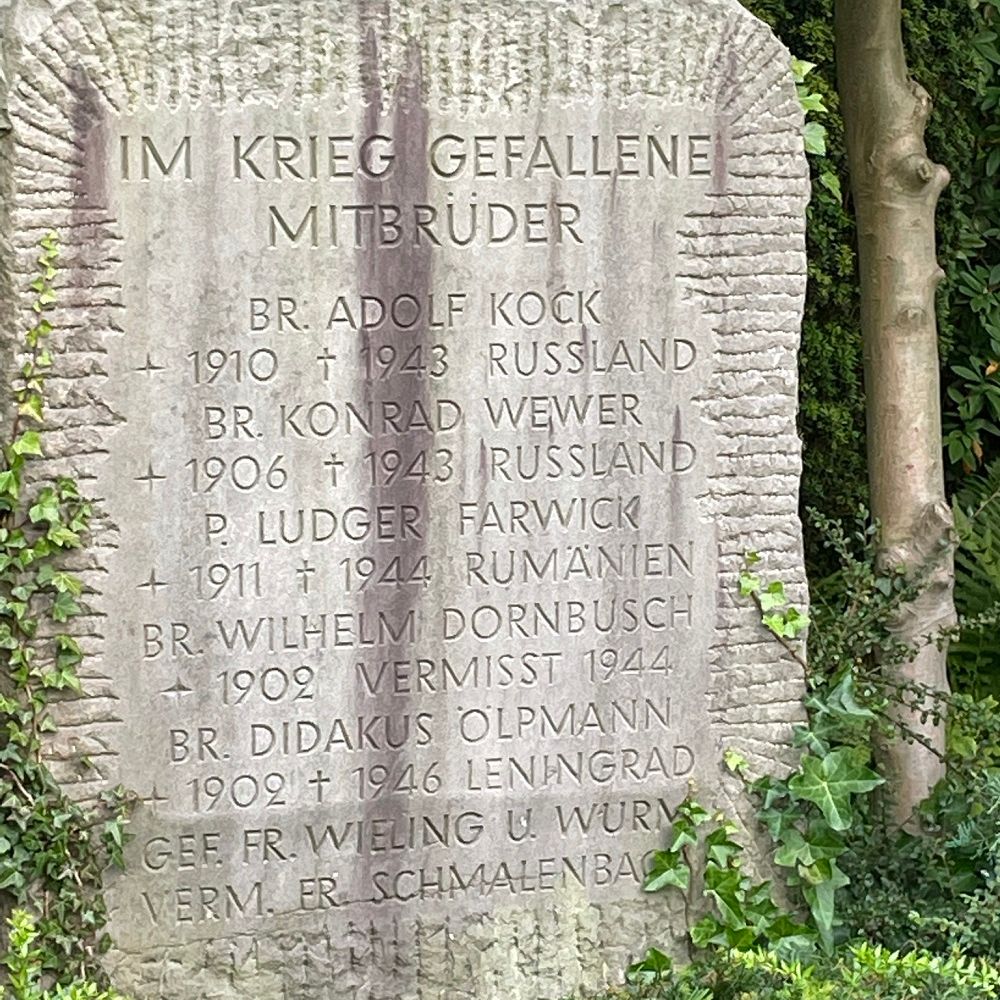 IM KRIEG GEFALLENE
MITBRÜDER
BR. ADOLF KOCK
+ 1910 † 1943 RUSSLAND
BR. KONRAD WEWER
+ 1906 † 1943 RUSSLAND
P. LUDGER FARWICK
+ 1911 † 1944 RUMÄNIEN
BR. WILHELM DORNBUSCH
+ 1902 VERMISST 1944
BR. DIDAKUS ÖLPMANN
+ 1902 † 1946 LENINGRAD
GEF. FR. WIELING U. WURM
VERM. FR. SCHMALENBACH